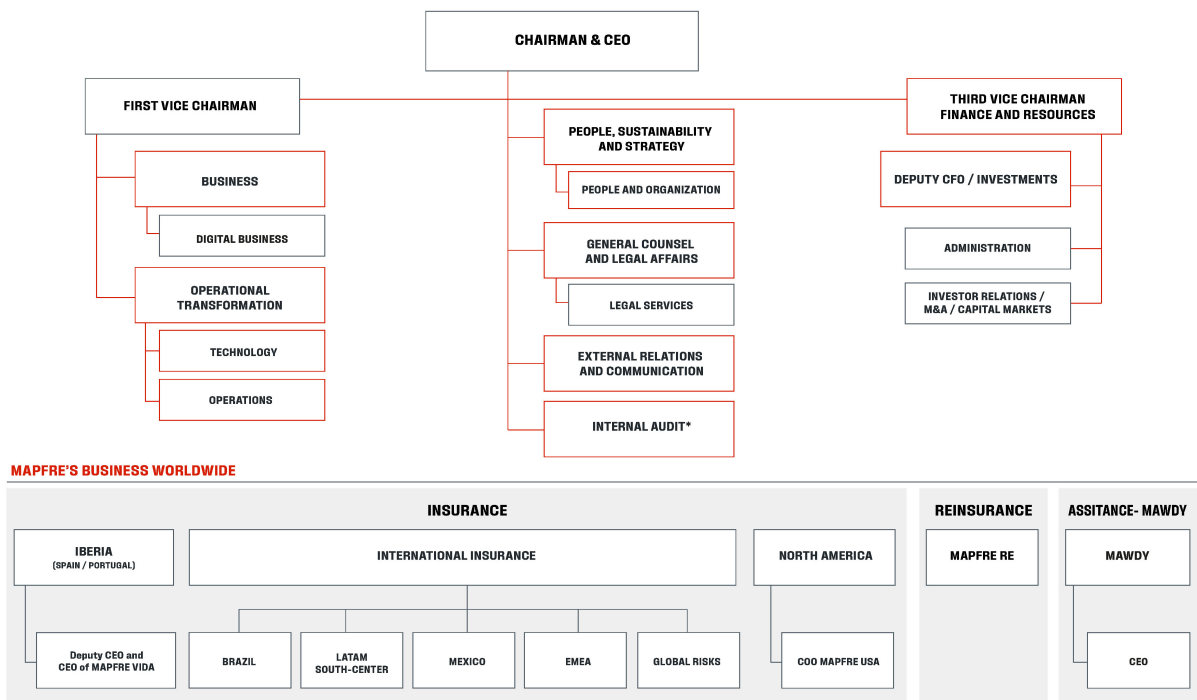 CHAIRMAN & CEO
FIRST VICE CHAIRMAN
BUSINESS
DIGITAL BUSINESS
OPERATIONAL
TRANSFORMATION
TECHNOLOGY
OPERATIONS
PEOPLE, SUSTAINABILITY
AND STRATEGY
PEOPLE AND ORGANIZATION
GENERAL COUNSEL
AND LEGAL AFFAIRS
LEGAL SERVICES
EXTERNAL RELATIONS
AND COMMUNICATION
INTERNAL AUDIT*
THIRD VICE CHAIRMAN
FINANCE AND RESOURCES
DEPUTY CFO / INVESTMENTS
ADMINISTRATION
INVESTOR RELATIONS /
M&A / CAPITAL MARKETS
MAPFRE'S BUSINESS WORLDWIDE
INSURANCE
IBERIA
(SPAIN / PORTUGAL)
Deputy CEO and
CEO of MAPFRE VIDA
INTERNATIONAL INSURANCE
BRAZIL
LATAM
SOUTH-CENTER
MEXICO
EMEA
GLOBAL RISKS
NORTH AMERICA
COO MAPFRE USA
REINSURANCE
MAPFRE RE
ASSITANCE- MAWDY
MAWDY
CEO